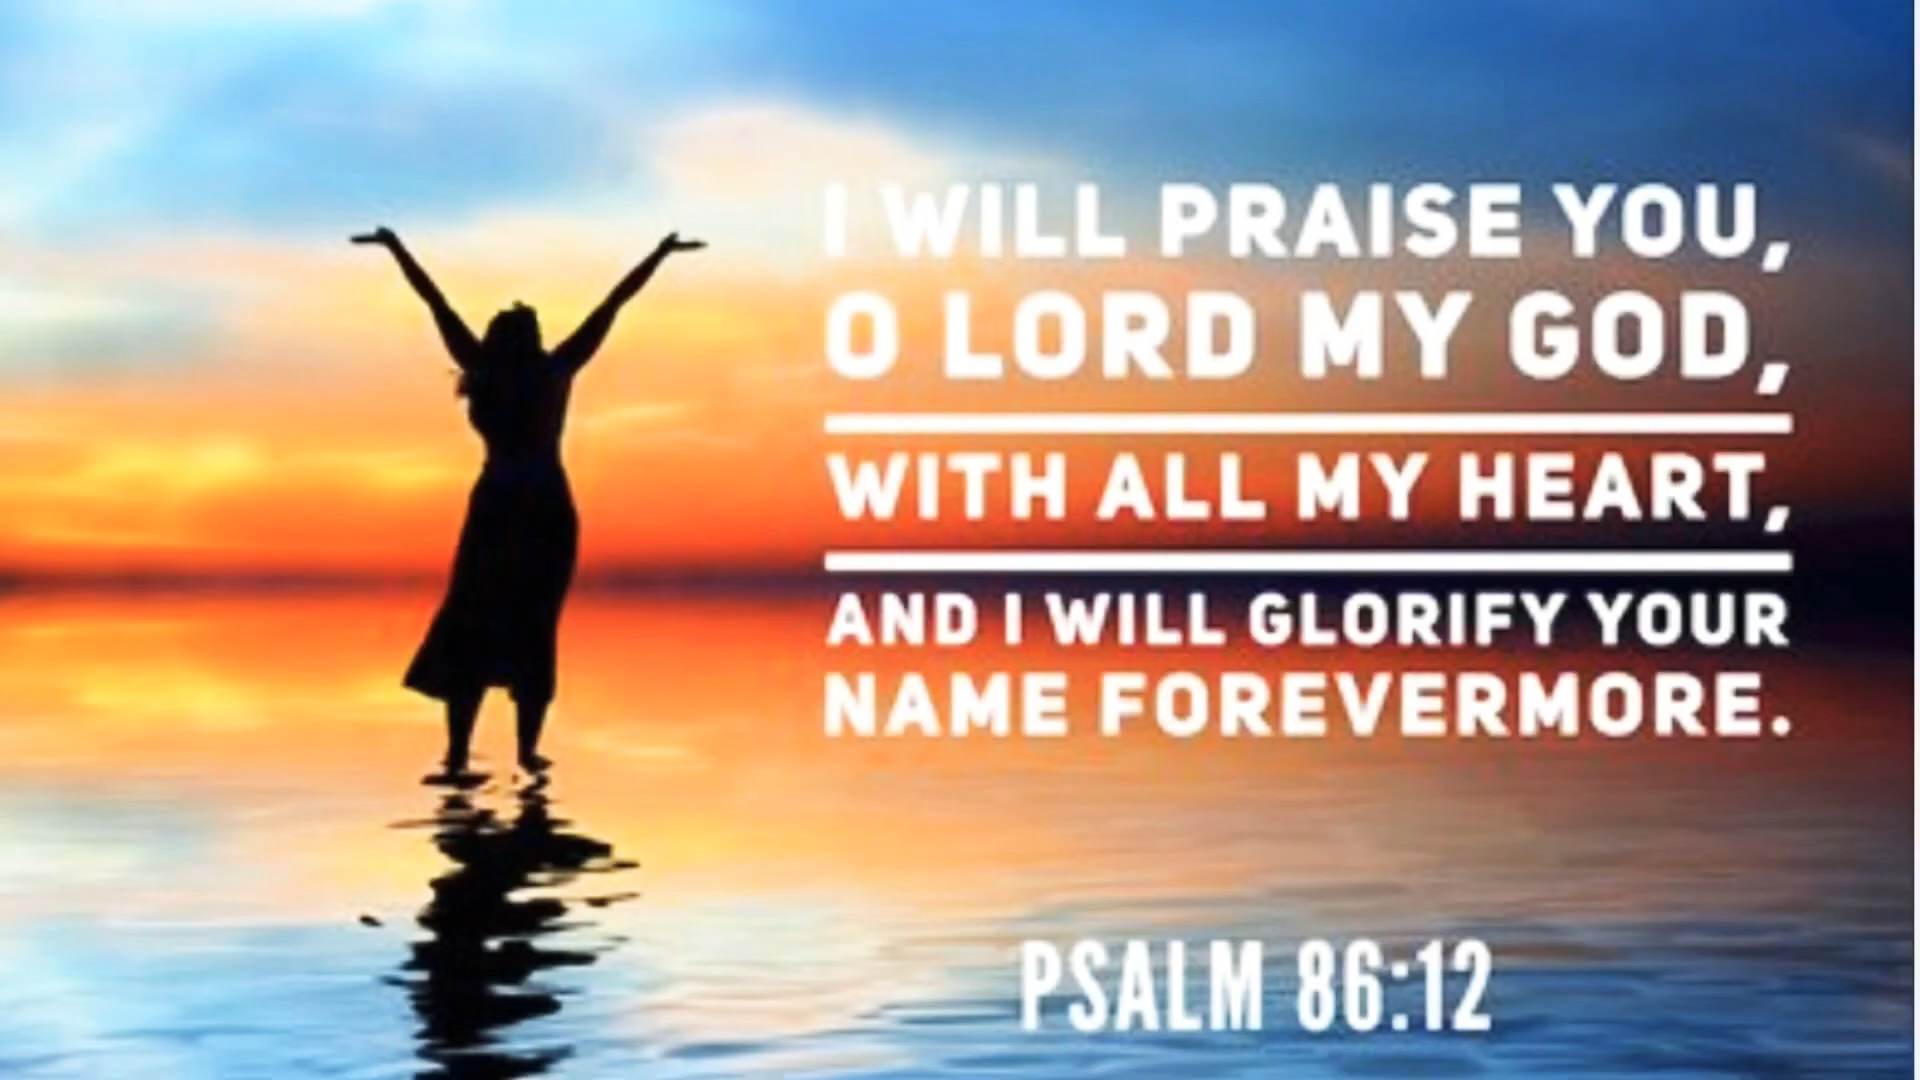 I WILL PRAISE YOU,
O LORD MY GOD,
WITH ALL MY HEART,
AND I WILL GLORIFY YOUR
NAME FOREVERMORE.
PSALM 86:12